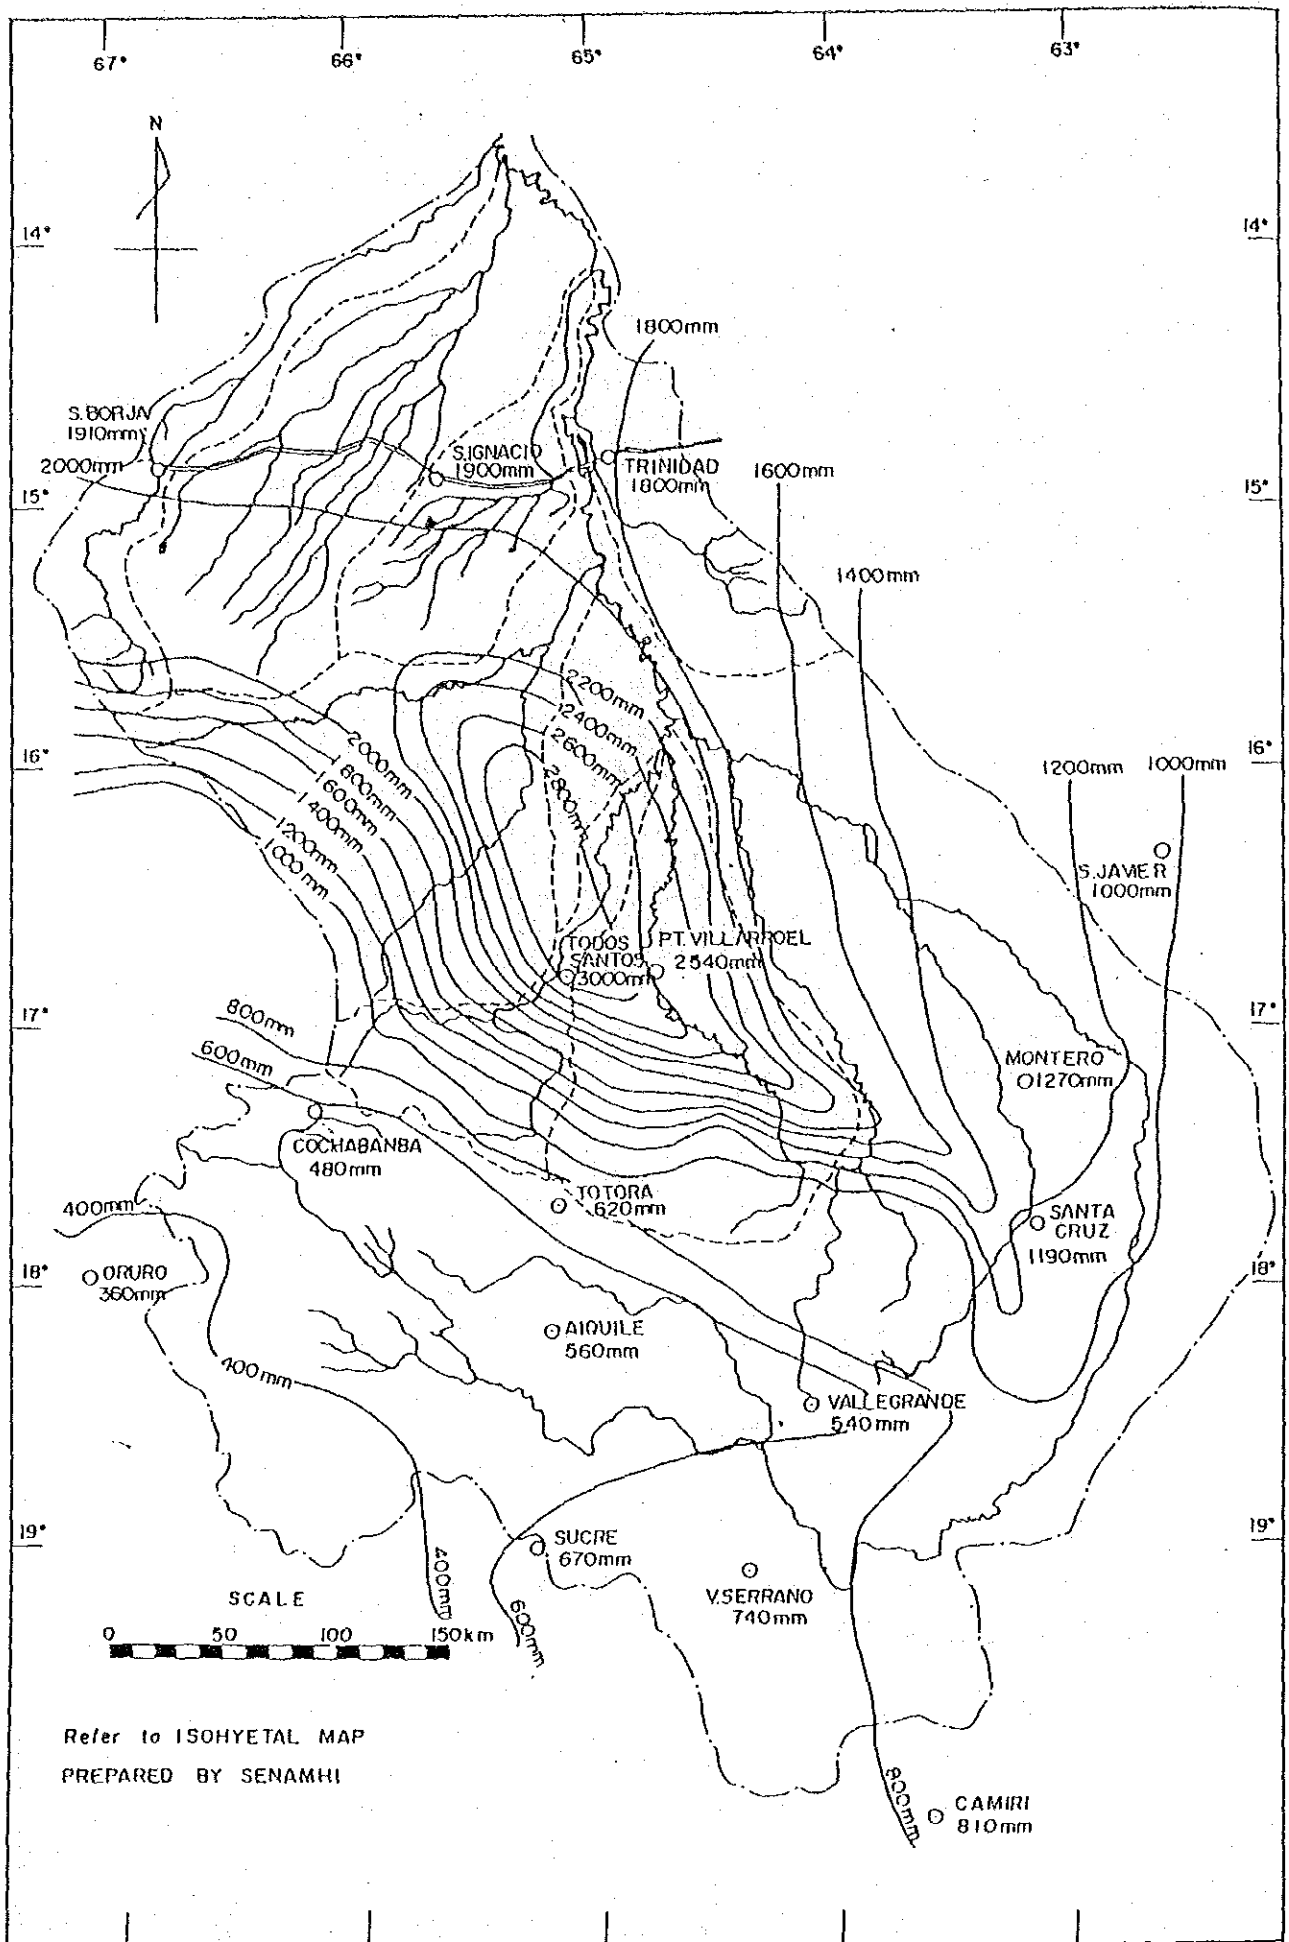 67° 66° 65° 64° 63°
N
14° 14°
1800mm
S.BORJA
1910mm
S.IGNACIO
1900mm
TRINIDAD
1800mm
2000mm
1600mm
15° 15°
1400mm
2200mm
2400mm
2600mm
2800mm
2000mm
1800mm
1600mm
1400mm
1200mm
1000mm
16° 16°
1200mm
1000mm
S.JAVIER
1000mm
TODOS
SANTOS
3000mm
PT.VILLARROEL
2540mm
17° 17°
800mm
600mm
MONTERO
1270mm
COCHABANBA
480mm
TOTORA
620mm
400mm
SANTA
CRUZ
1190mm
18° 18°
ORURO
360mm
AIQUILE
560mm
400mm
VALLEGRANDE
540mm
19° 19°
SUCRE
670mm
400mm
600mm
V.SERRANO
740mm
SCALE
0 50 100 150km
800mm
CAMIRI
810mm
Refer to ISOHYETAL MAP
PREPARED BY SENAMHI